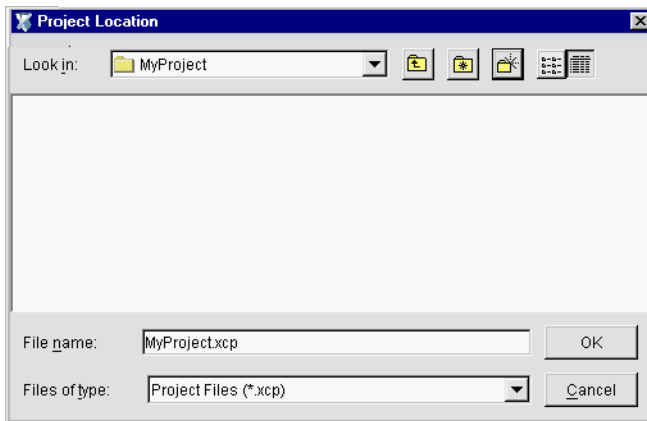 Project Location
Look in: MyProject
File name: MyProject.xcp OK
Files of type: Project Files (*.xcp) Cancel